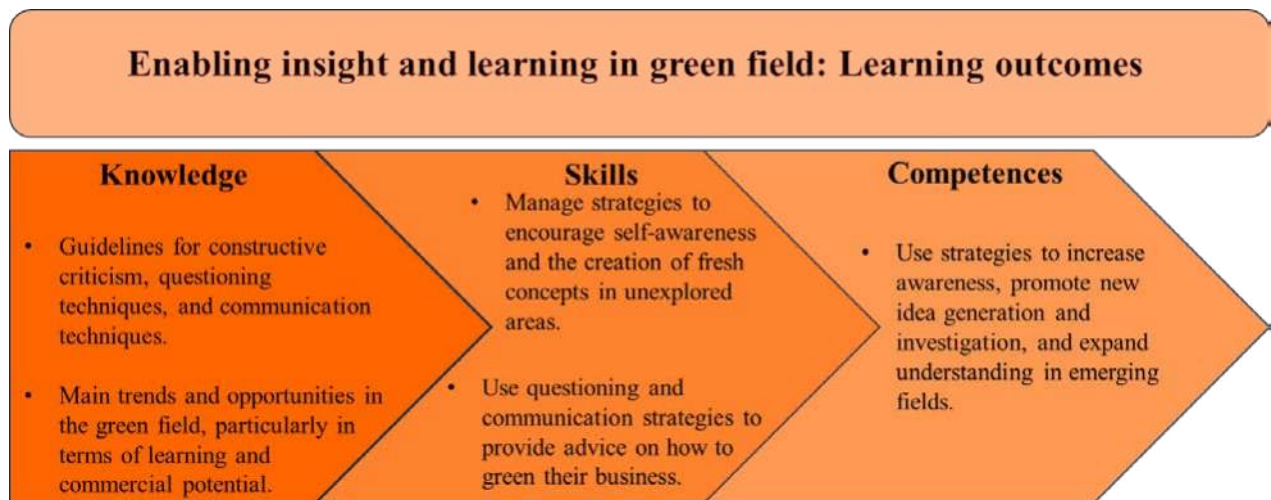 Enabling insight and learning in green field: Learning outcomes
Knowledge
• Guidelines for constructive
criticism, questioning
techniques, and communication
techniques.
• Main trends and opportunities in
the green field, particularly in
terms of learning and
commercial potential.
Skills
• Manage strategies to
encourage self-awareness
and the creation of fresh
concepts in unexplored
areas.
• Use questioning and
communication strategies to
provide advice on how to
green their business.
Competences
• Use strategies to increase
awareness, promote new
idea generation and
investigation, and expand
understanding in emerging
fields.